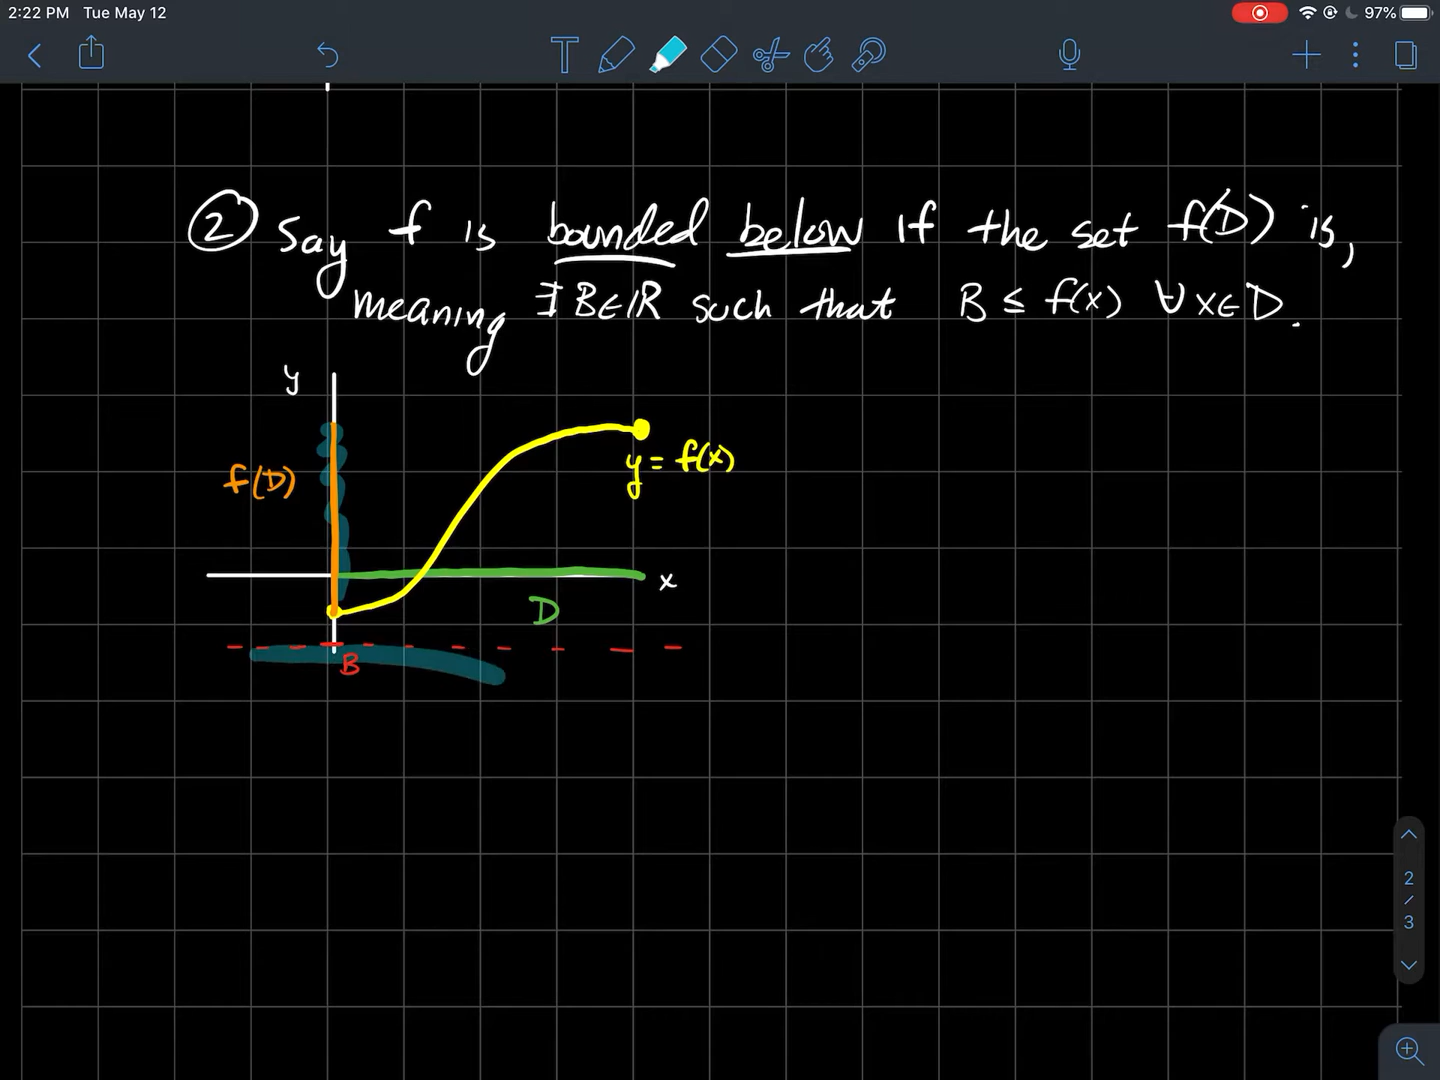 2:22 PM Tue May 12
97%
T
② Say f is bounded below if the set f(D) is,
meaning ∃ B∈ℝ such that B ≤ f(x) ∀ x∈D.
y
y = f(x)
f(D)
x
D
B
2
/
3